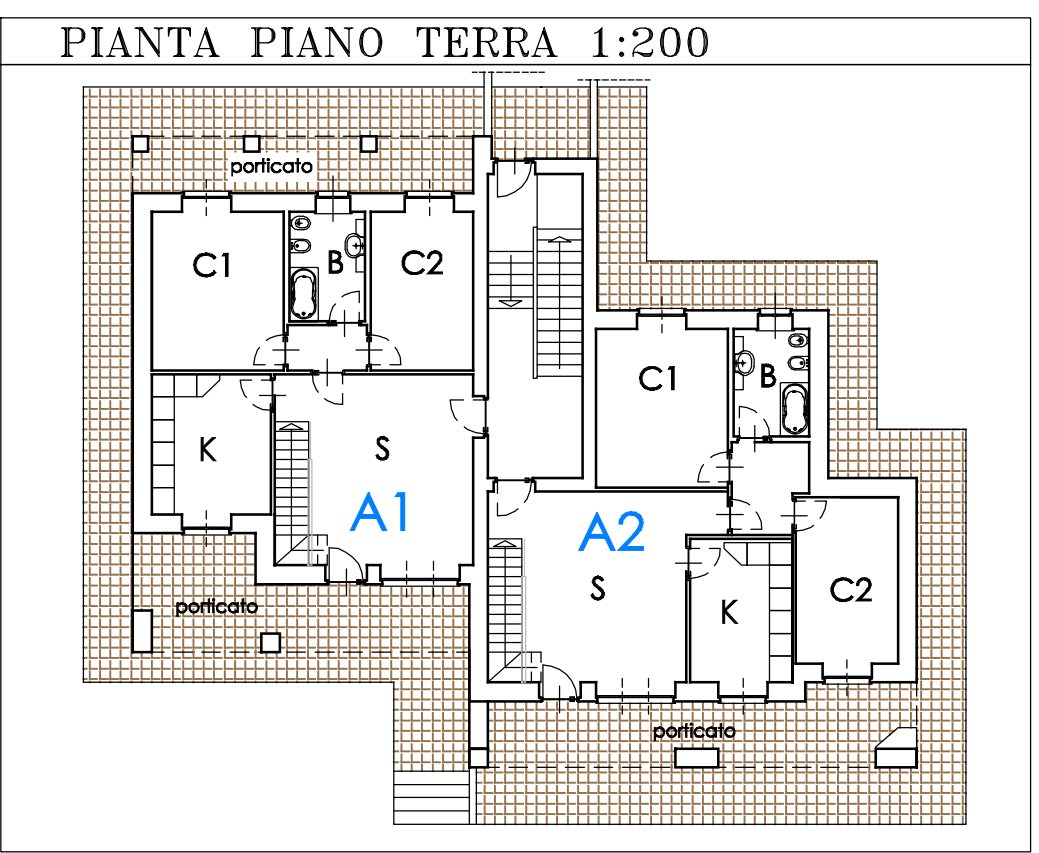 PIANTA PIANO TERRA 1:200
porticato
C1
B
C2
K
S
A1
porticato
C1
B
A2
S
K
C2
porticato